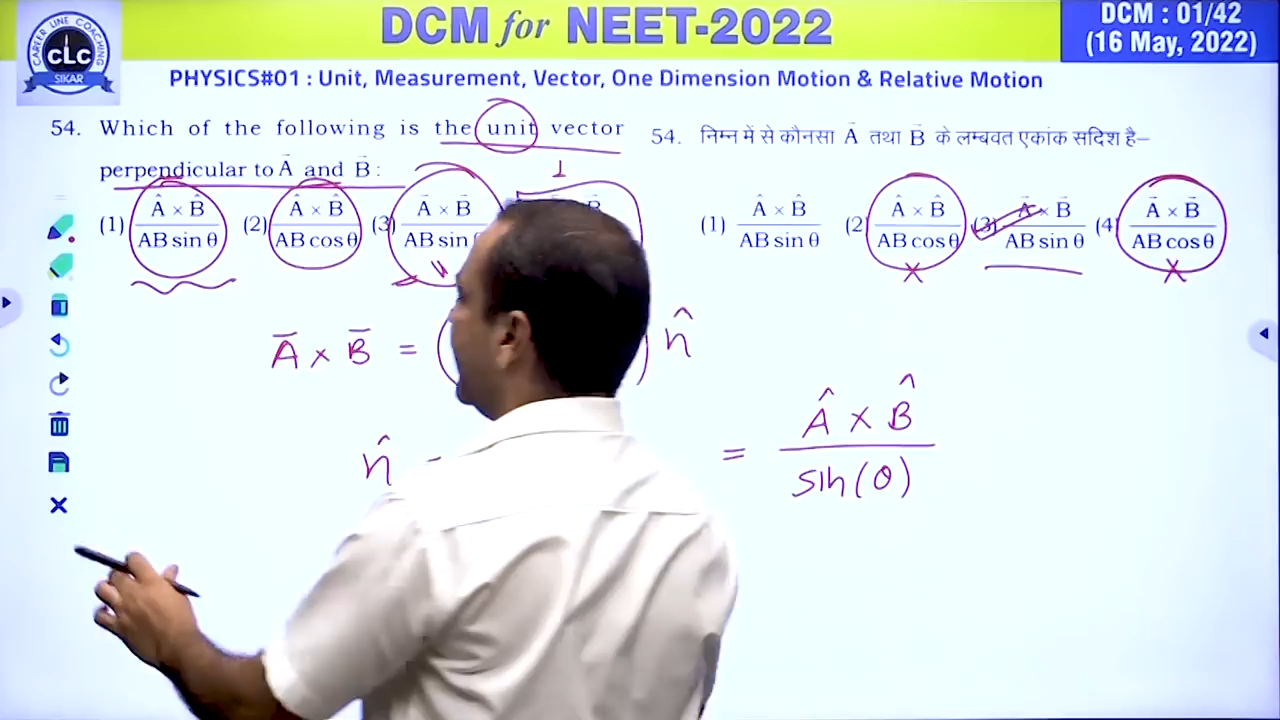 DCM for NEET-2022
DCM : 01/42
(16 May, 2022)
CAREER LINE COACHING
CLC
SIKAR
PHYSICS#01 : Unit, Measurement, Vector, One Dimension Motion & Relative Motion
54. Which of the following is the unit vector
perpendicular to A⃗ and B⃗ :
(1) Â × B̂ / AB sin θ (2) Â × B̂ / AB cos θ (3) A⃗ × B⃗ / AB sin
54. निम्न में से कौनसा A⃗ तथा B⃗ के लम्बवत एकांक सदिश है–
(1) Â × B̂ / AB sin θ (2) Â × B̂ / AB cos θ (3) A⃗ × B⃗ / AB sin θ (4) A⃗ × B⃗ / AB cos θ
A̅ × B̅ = ( ) n̂
n̂ = = Â × B̂ / sin(θ)